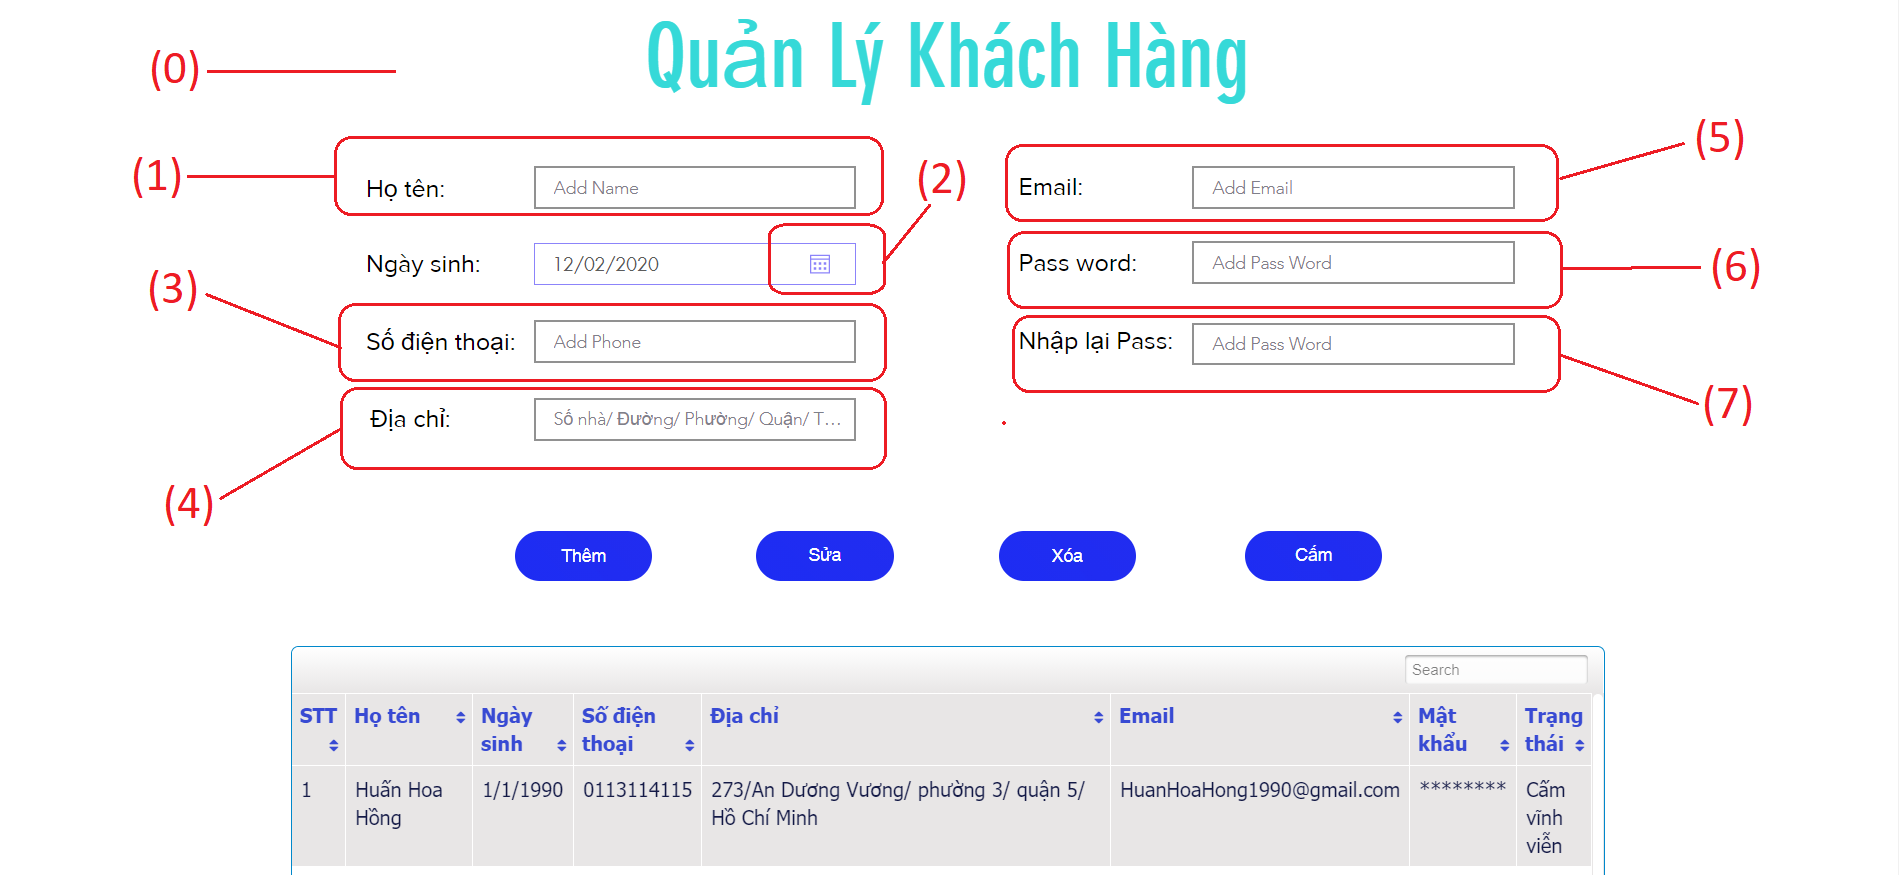 (0)
Quản Lý Khách Hàng
(1)
Họ tên:
Add Name
(2)
Email:
Add Email
(5)
Ngày sinh:
12/02/2020
Pass word:
Add Pass Word
(6)
(3)
Số điện thoại:
Add Phone
Nhập lại Pass:
Add Pass Word
(7)
(4)
Địa chỉ:
Số nhà/ Đường/ Phường/ Quận/ T...
Thêm
Sửa
Xóa
Cấm
Search
STT
Họ tên
Ngày sinh
Số điện thoại
Địa chỉ
Email
Mật khẩu
Trạng thái
1
Huấn Hoa Hồng
1/1/1990
0113114115
273/An Dương Vương/ phường 3/ quận 5/
Hồ Chí Minh
HuanHoaHong1990@gmail.com
********
Cấm vĩnh viễn